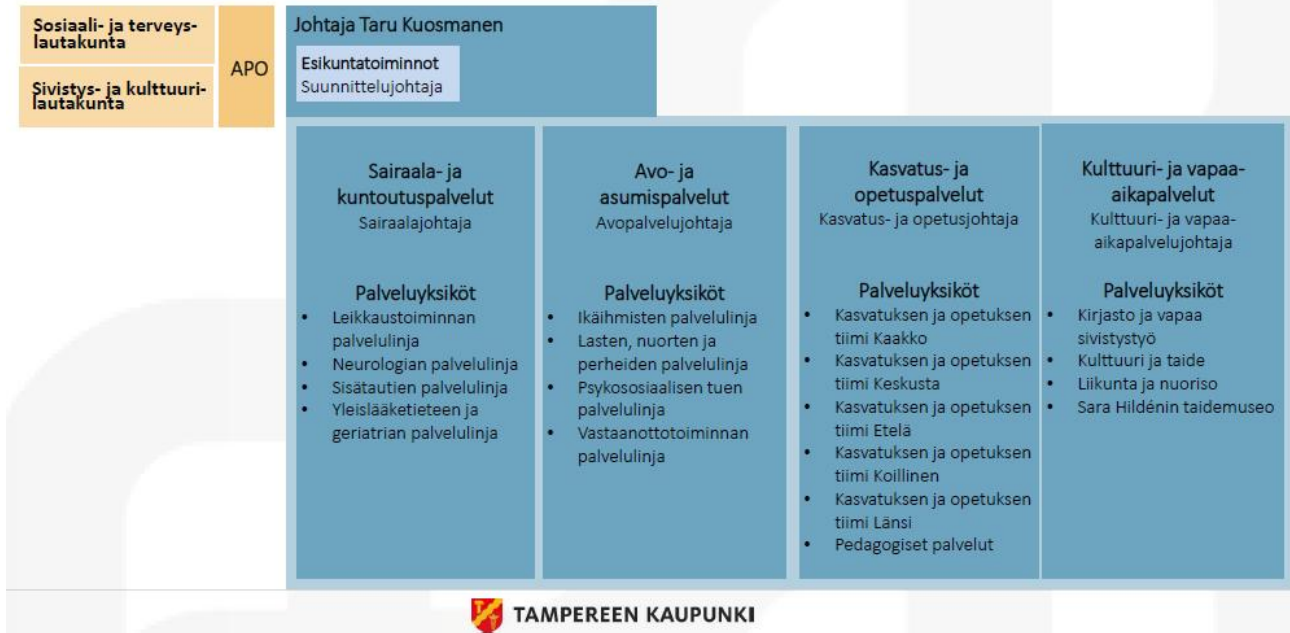 Sosiaali- ja terveys-
lautakunta
Sivistys- ja kulttuuri-
lautakunta
APO
Johtaja Taru Kuosmanen
Esikuntatoiminnot
Suunnittelujohtaja
Sairaala- ja
kuntoutuspalvelut
Sairaalajohtaja
Palveluyksiköt
• Leikkaustoiminnan
palvelulinja
• Neurologian palvelulinja
• Sisätautien palvelulinja
• Yleislääketieteen ja
geriatrian palvelulinja
Avo- ja
asumispalvelut
Avopalvelujohtaja
Palveluyksiköt
• Ikäihmisten palvelulinja
• Lasten, nuorten ja
perheiden palvelulinja
• Psykososiaalisen tuen
palvelulinja
• Vastaanottotoiminnan
palvelulinja
Kasvatus- ja
opetuspalvelut
Kasvatus- ja opetusjohtaja
Palveluyksiköt
• Kasvatuksen ja opetuksen
tiimi Kaakko
• Kasvatuksen ja opetuksen
tiimi Keskusta
• Kasvatuksen ja opetuksen
tiimi Etelä
• Kasvatuksen ja opetuksen
tiimi Koillinen
• Kasvatuksen ja opetuksen
tiimi Länsi
• Pedagogiset palvelut
Kulttuuri- ja vapaa-
aikapalvelut
Kulttuuri- ja vapaa-
aikapalvelujohtaja
Palveluyksiköt
• Kirjasto ja vapaa
sivistystyö
• Kulttuuri ja taide
• Liikunta ja nuoriso
• Sara Hildénin taidemuseo
TAMPEREEN KAUPUNKI